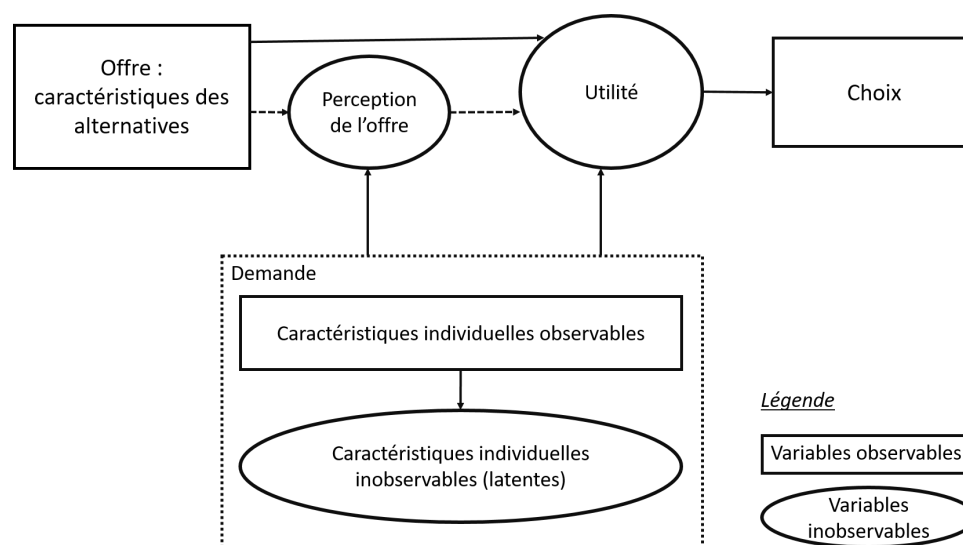 Offre :
caractéristiques des
alternatives
Perception
de l’offre
Utilité
Choix
Demande
Caractéristiques individuelles observables
Caractéristiques individuelles
inobservables (latentes)
Légende
Variables observables
Variables
inobservables